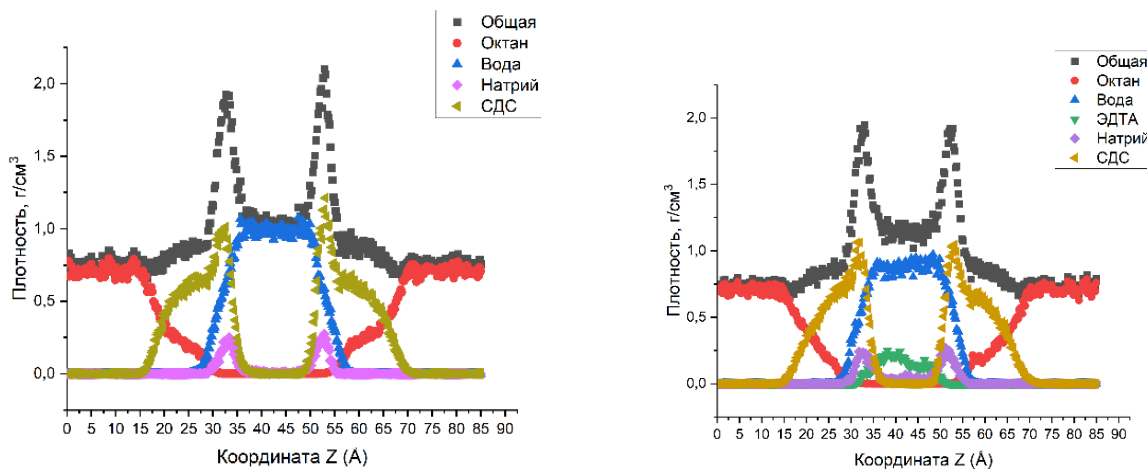 Общая
Октан
Вода
Натрий
СДС
Плотность, г/см³
2,0
1,5
1,0
0,5
0,0
0 5 10 15 20 25 30 35 40 45 50 55 60 65 70 75 80 85 90
Координата Z (Å)
Общая
Октан
Вода
ЭДТА
Натрий
СДС
Плотность, г/см³
2,0
1,5
1,0
0,5
0,0
0 5 10 15 20 25 30 35 40 45 50 55 60 65 70 75 80 85 90
Координата Z (Å)